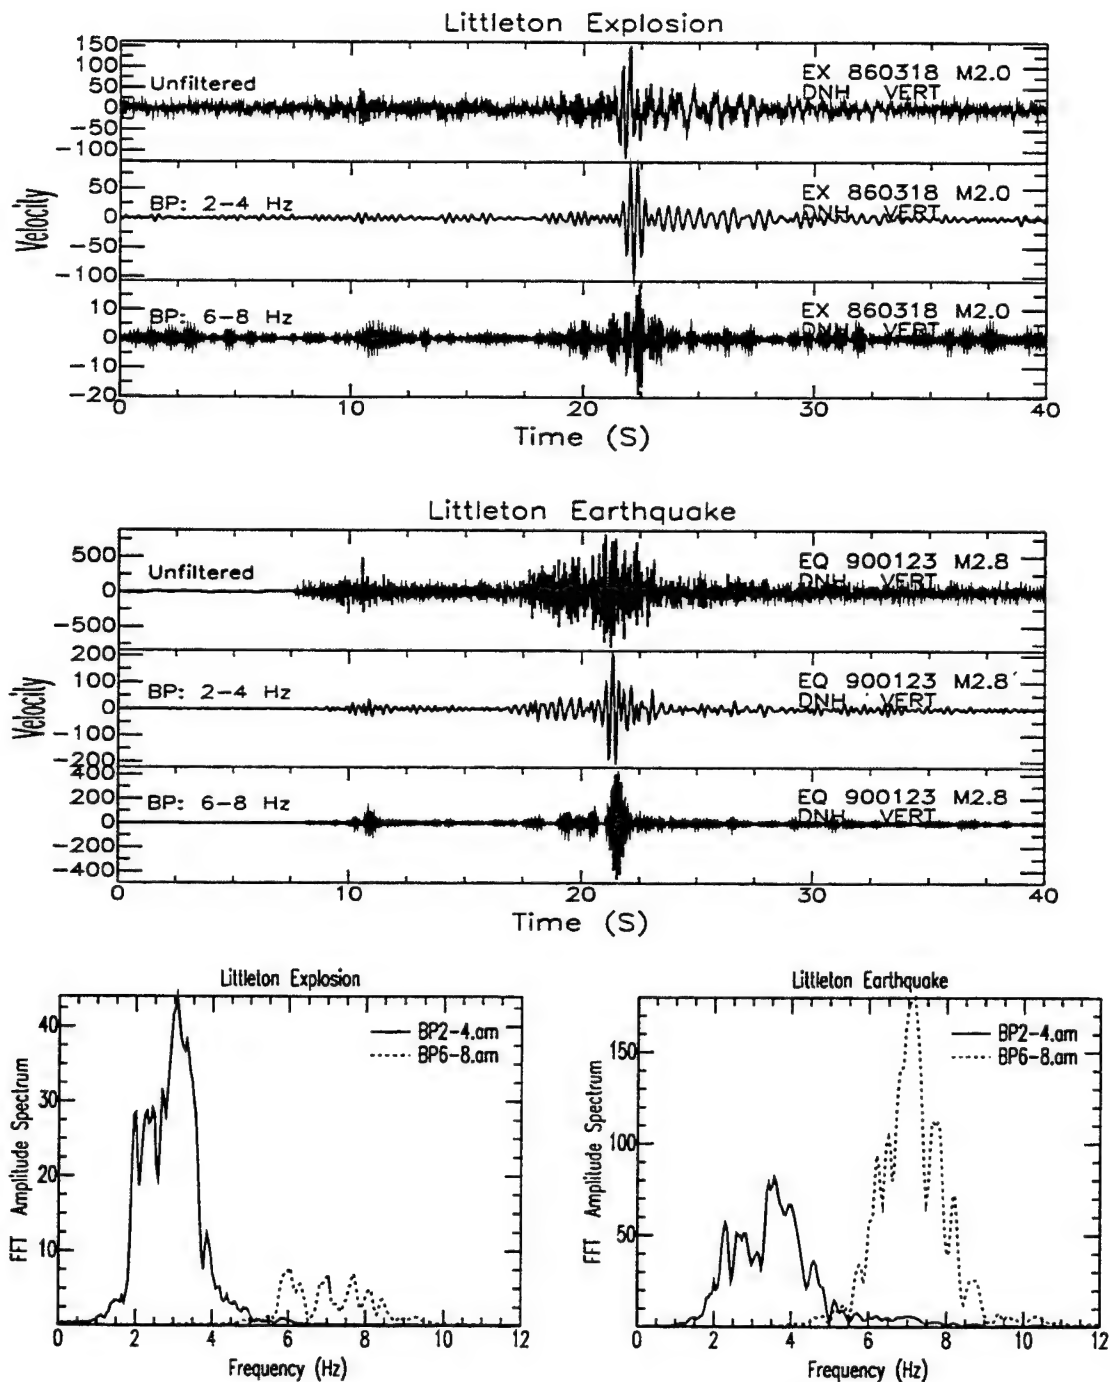 Littleton Explosion
150
100
50
0
−50
−100
Unfiltered
EX 860318 M2.0
DNH VERT
50
0
−50
−100
BP: 2−4 Hz
EX 860318 M2.0
DNH VERT
Velocity
10
0
−10
−20
BP: 6−8 Hz
EX 860318 M2.0
DNH VERT
0 10 20 30 40
Time (S)
Littleton Earthquake
500
0
−500
Unfiltered
EQ 900123 M2.8
DNH VERT
200
100
0
−100
−200
BP: 2−4 Hz
EQ 900123 M2.8
DNH VERT
Velocity
400
200
0
−200
−400
BP: 6−8 Hz
EQ 900123 M2.8
DNH VERT
0 10 20 30 40
Time (S)
Littleton Explosion
40
30
20
10
FFT Amplitude Spectrum
BP2−4.am
BP6−8.am
0 2 4 6 8 10 12
Frequency (Hz)
Littleton Earthquake
150
100
50
FFT Amplitude Spectrum
BP2−4.am
BP6−8.am
0 2 4 6 8 10 12
Frequency (Hz)